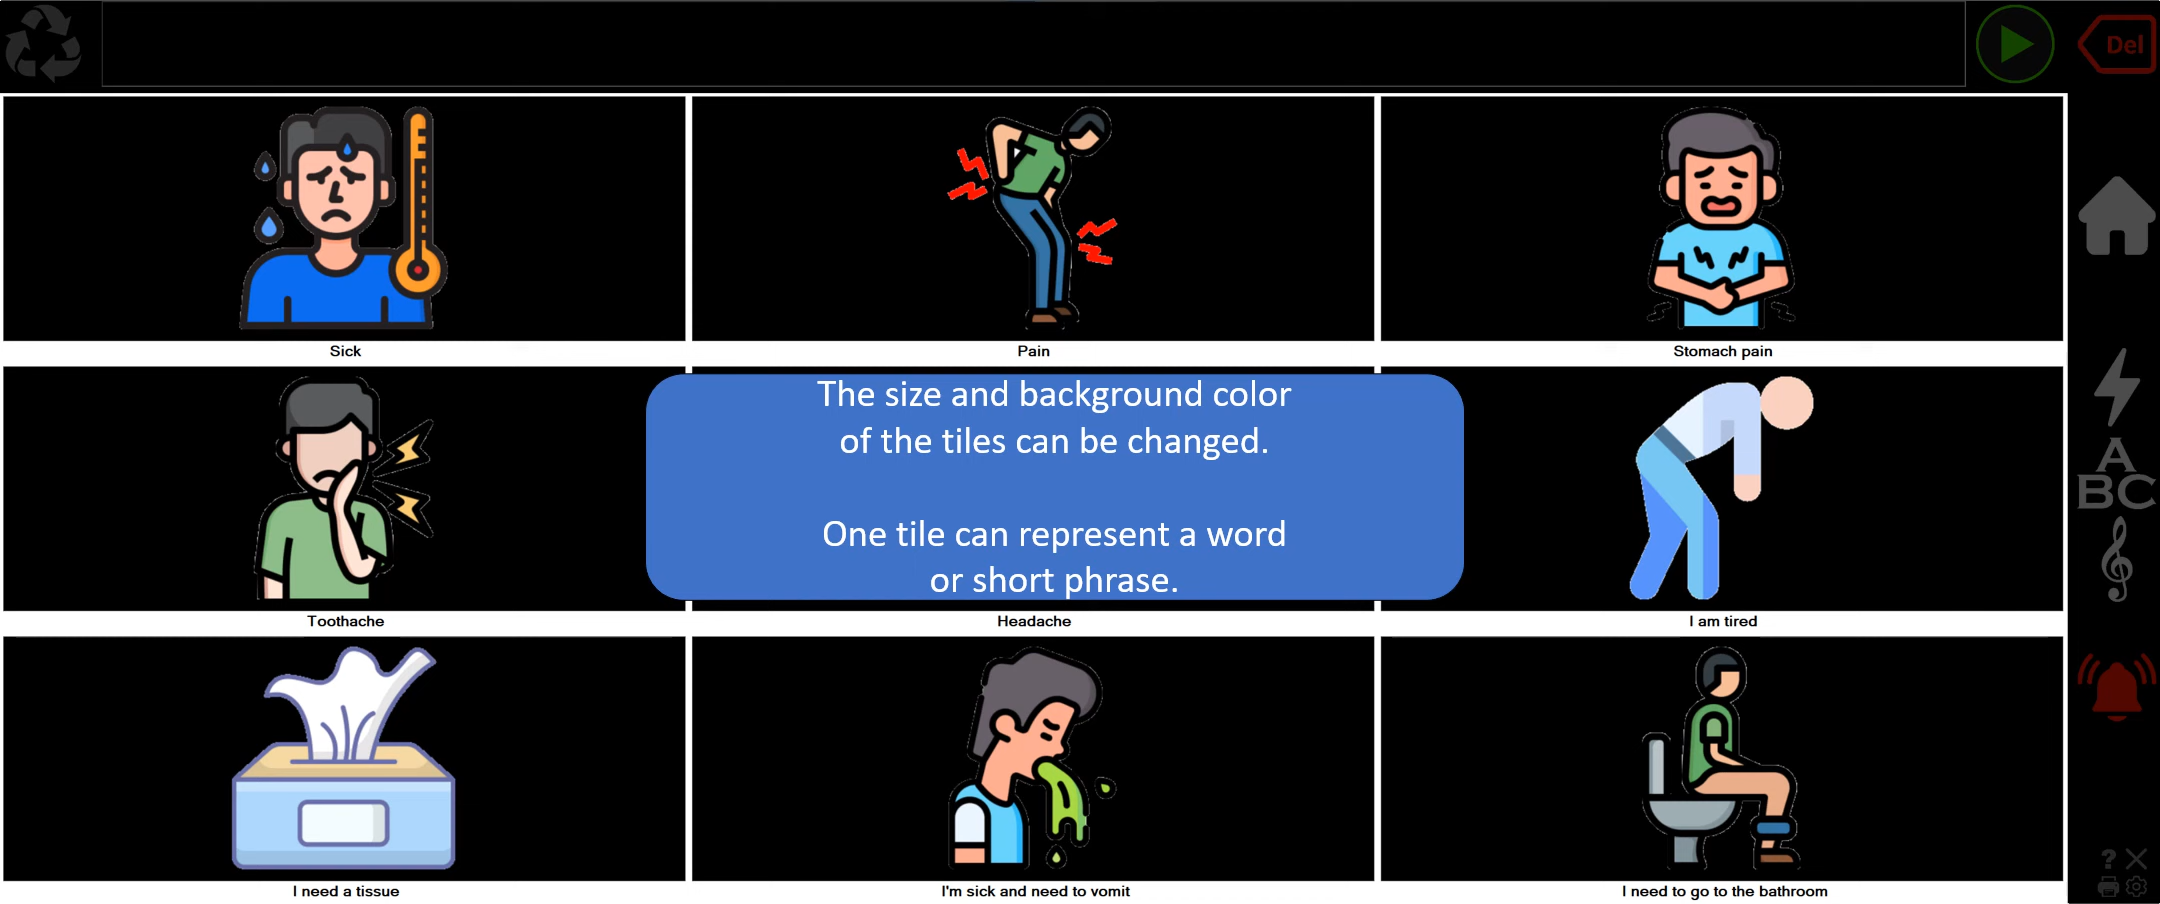 Del
Sick
Pain
Stomach pain
The size and background color
of the tiles can be changed.
One tile can represent a word
or short phrase.
Toothache
Headache
I am tired
A
BC
I need a tissue
I'm sick and need to vomit
I need to go to the bathroom
?